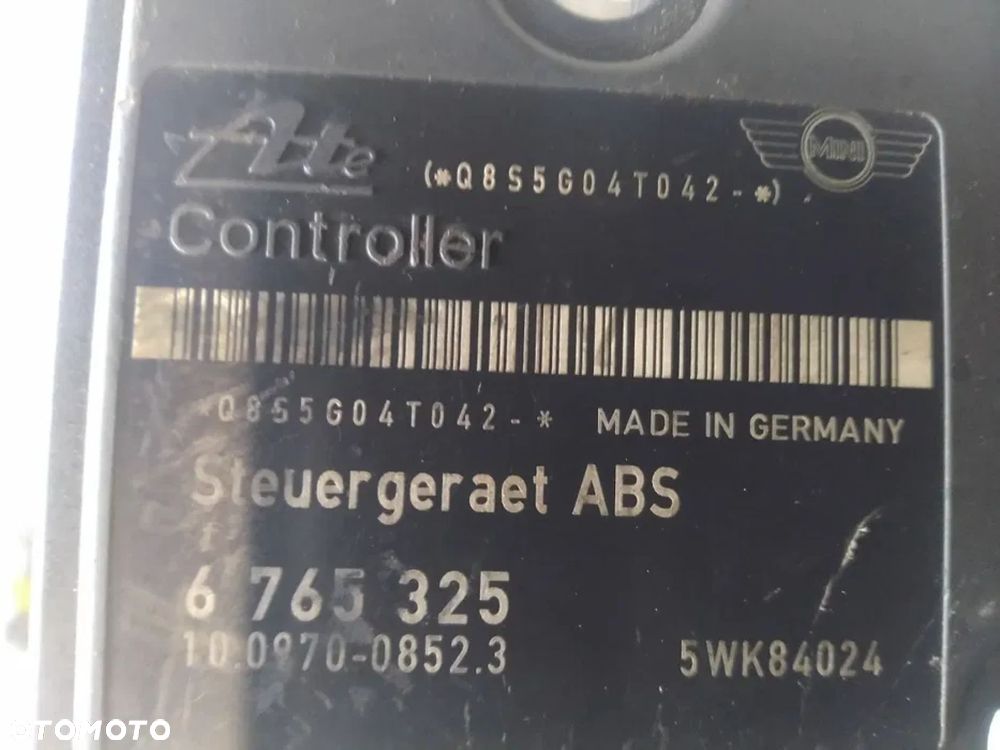 Ate
(*Q8S5G04T042-*)
MINI
Controller
*Q8S5G04T042-*
MADE IN GERMANY
Steuergeraet ABS
6 765 325
10.0970-0852.3
5WK84024
OTOMOTO